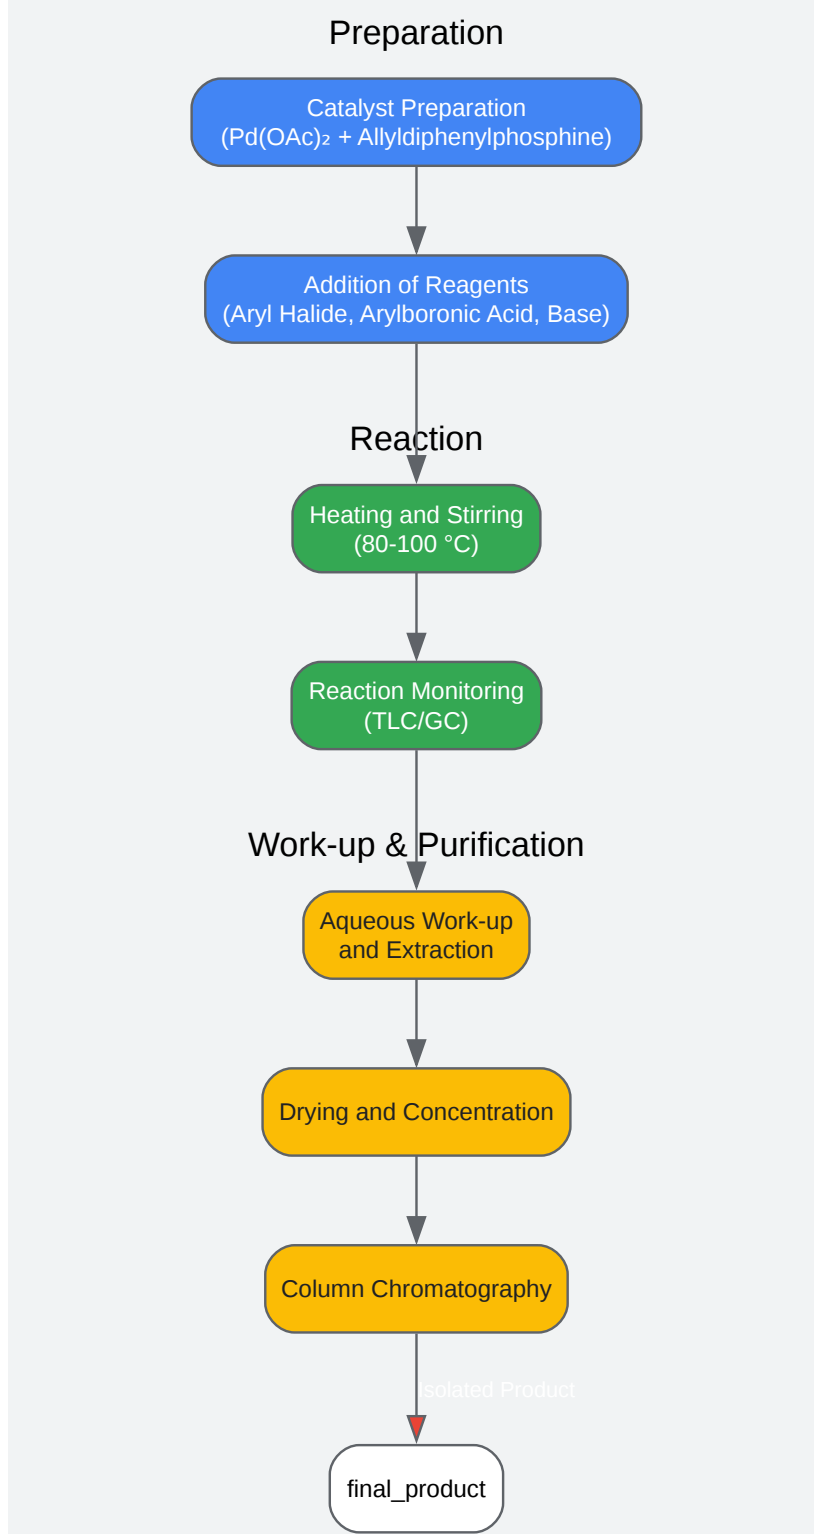 Preparation
Catalyst Preparation
(Pd(OAc)₂ + Allyldiphenylphosphine)
Addition of Reagents
(Aryl Halide, Arylboronic Acid, Base)
Reaction
Heating and Stirring
(80-100 °C)
Reaction Monitoring
(TLC/GC)
Work-up & Purification
Aqueous Work-up
and Extraction
Drying and Concentration
Column Chromatography
Isolated Product
final_product